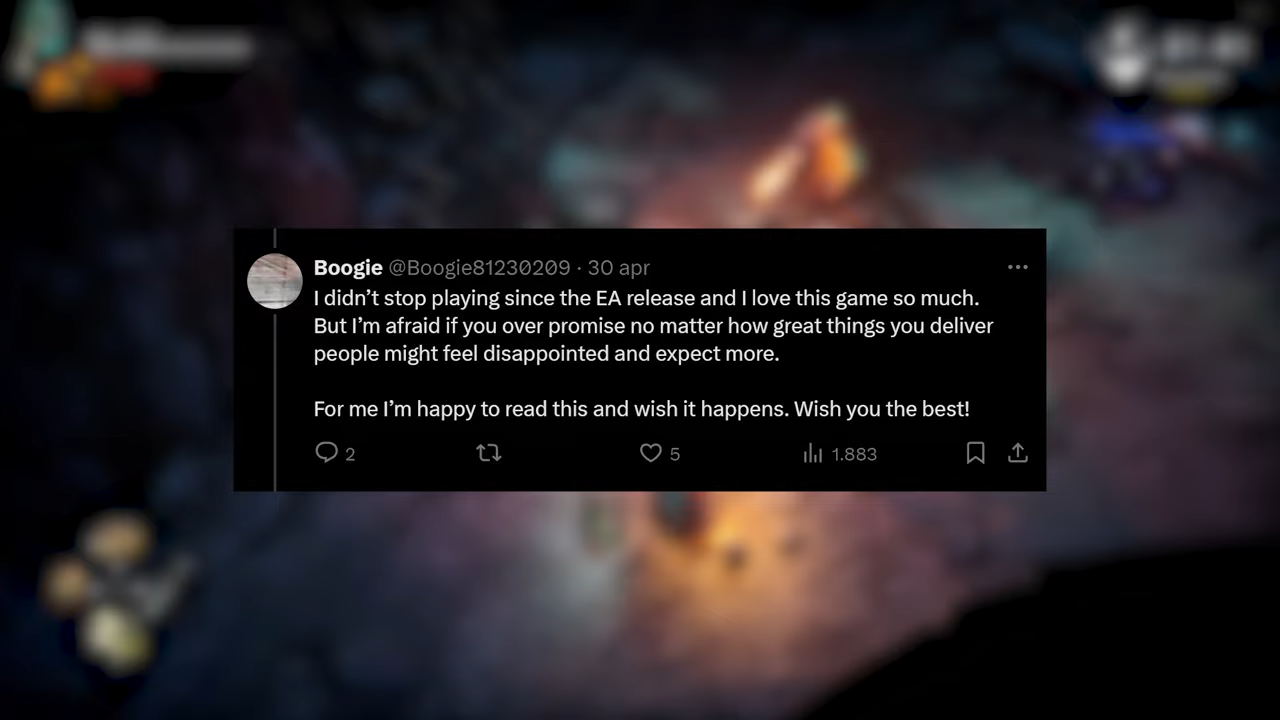 Boogie @Boogie81230209 · 30 apr
I didn’t stop playing since the EA release and I love this game so much.
But I’m afraid if you over promise no matter how great things you deliver
people might feel disappointed and expect more.
For me I’m happy to read this and wish it happens. Wish you the best!
2 5 1.883